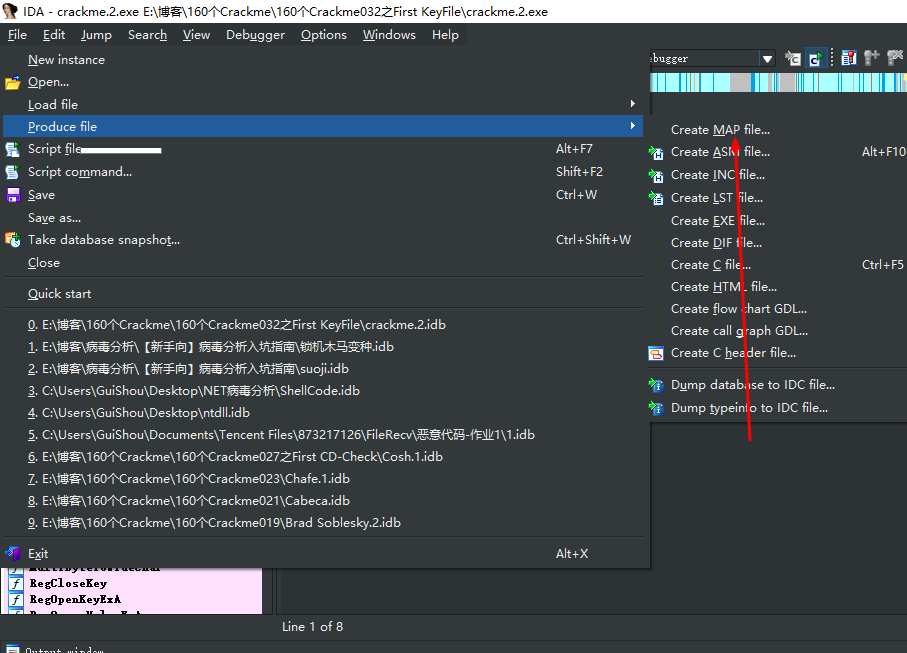 IDA - crackme.2.exe E:\博客\160个Crackme\160个Crackme032之First KeyFile\crackme.2.exe
File Edit Jump Search View Debugger Options Windows Help
New instance
Open...
Load file
Produce file
Script file Alt+F7
Script command... Shift+F2
Save Ctrl+W
Save as...
Take database snapshot... Ctrl+Shift+W
Close
Quick start
0. E:\博客\160个Crackme\160个Crackme032之First KeyFile\crackme.2.idb
1. E:\博客\病毒分析\【新手向】病毒分析入坑指南\锁机木马变种.idb
2. E:\博客\病毒分析\【新手向】病毒分析入坑指南\suoji.idb
3. C:\Users\GuiShou\Desktop\NET病毒分析\ShellCode.idb
4. C:\Users\GuiShou\Desktop\ntdll.idb
5. C:\Users\GuiShou\Documents\Tencent Files\873217126\FileRecv\恶意代码-作业1\1.idb
6. E:\博客\160个Crackme\160个Crackme027之First CD-Check\Cosh.1.idb
7. E:\博客\160个Crackme\160个Crackme023\Chafe.1.idb
8. E:\博客\160个Crackme\160个Crackme021\Cabeca.idb
9. E:\博客\160个Crackme\160个Crackme019\Brad Soblesky.2.idb
Exit Alt+X
ebugger
Create MAP file...
Create ASM file... Alt+F10
Create INC file...
Create LST file...
Create EXE file...
Create DIF file...
Create C file... Ctrl+F5
Create HTML file...
Create flow chart GDL...
Create call graph GDL...
Create C header file...
Dump database to IDC file...
Dump typeinfo to IDC file...
f RegCloseKey
f RegOpenKeyExA
Line 1 of 8
Output window